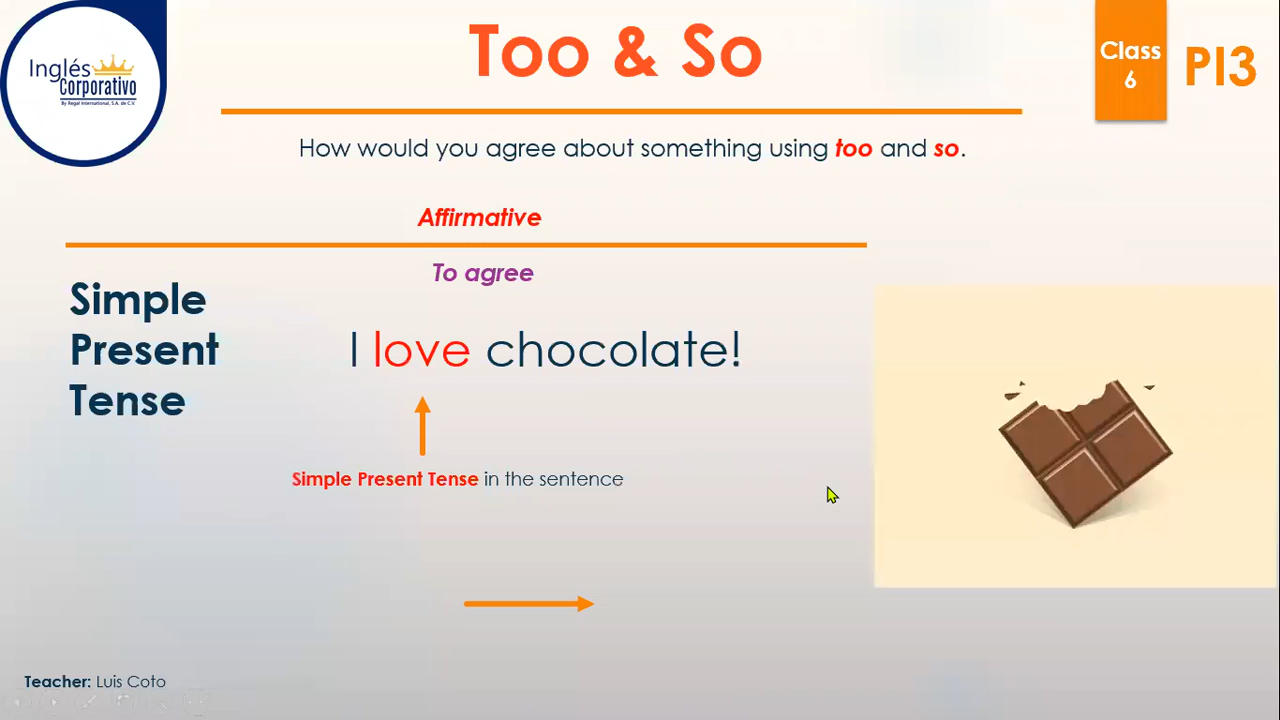 Inglés
Corporativo
By Regal International, S.A. de C.V.
Too & So
Class
6
PI3
How would you agree about something using too and so.
Affirmative
To agree
Simple
Present
Tense
I love chocolate!
Simple Present Tense in the sentence
Teacher: Luis Coto